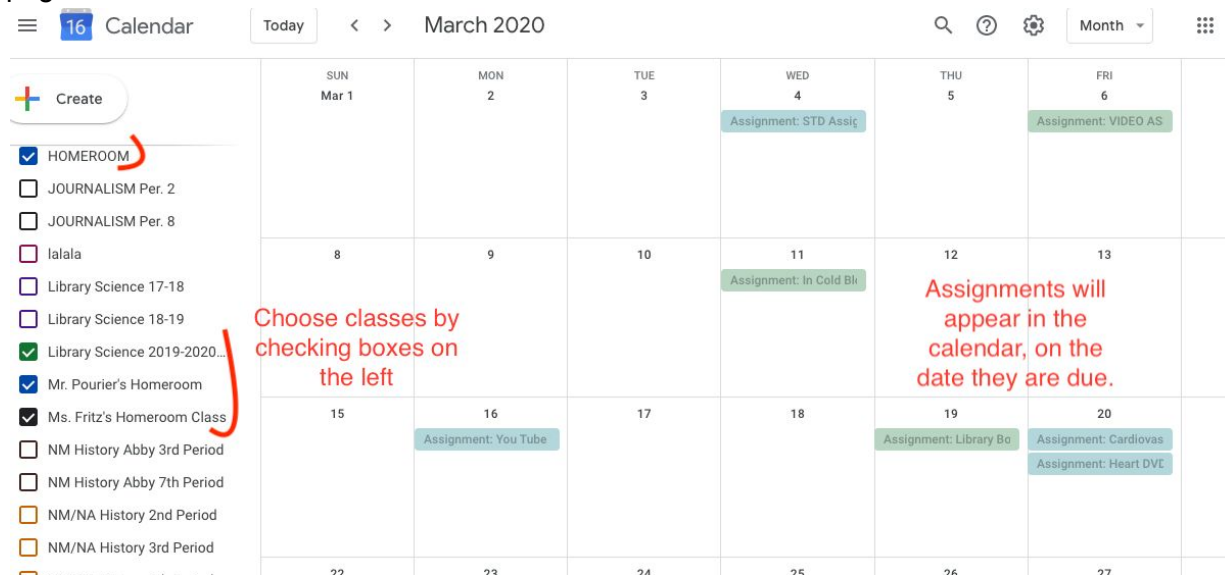 16 Calendar Today < > March 2020 Month
Create
SUN MON TUE WED THU FRI
Mar 1 2 3 4 5 6
Assignment: STD Assig Assignment: VIDEO AS
HOMEROOM
JOURNALISM Per. 2
JOURNALISM Per. 8
lalala
Library Science 17-18
Library Science 18-19
Library Science 2019-2020...
Mr. Pourier's Homeroom
Ms. Fritz's Homeroom Class
NM History Abby 3rd Period
NM History Abby 7th Period
NM/NA History 2nd Period
NM/NA History 3rd Period
8 9 10 11 12 13
Assignment: In Cold Blo
Choose classes by
checking boxes on
the left
Assignments will
appear in the
calendar, on the
date they are due.
15 16 17 18 19 20
Assignment: You Tube Assignment: Library Bo Assignment: Cardiovas
Assignment: Heart DVD
22 23 24 25 26 27